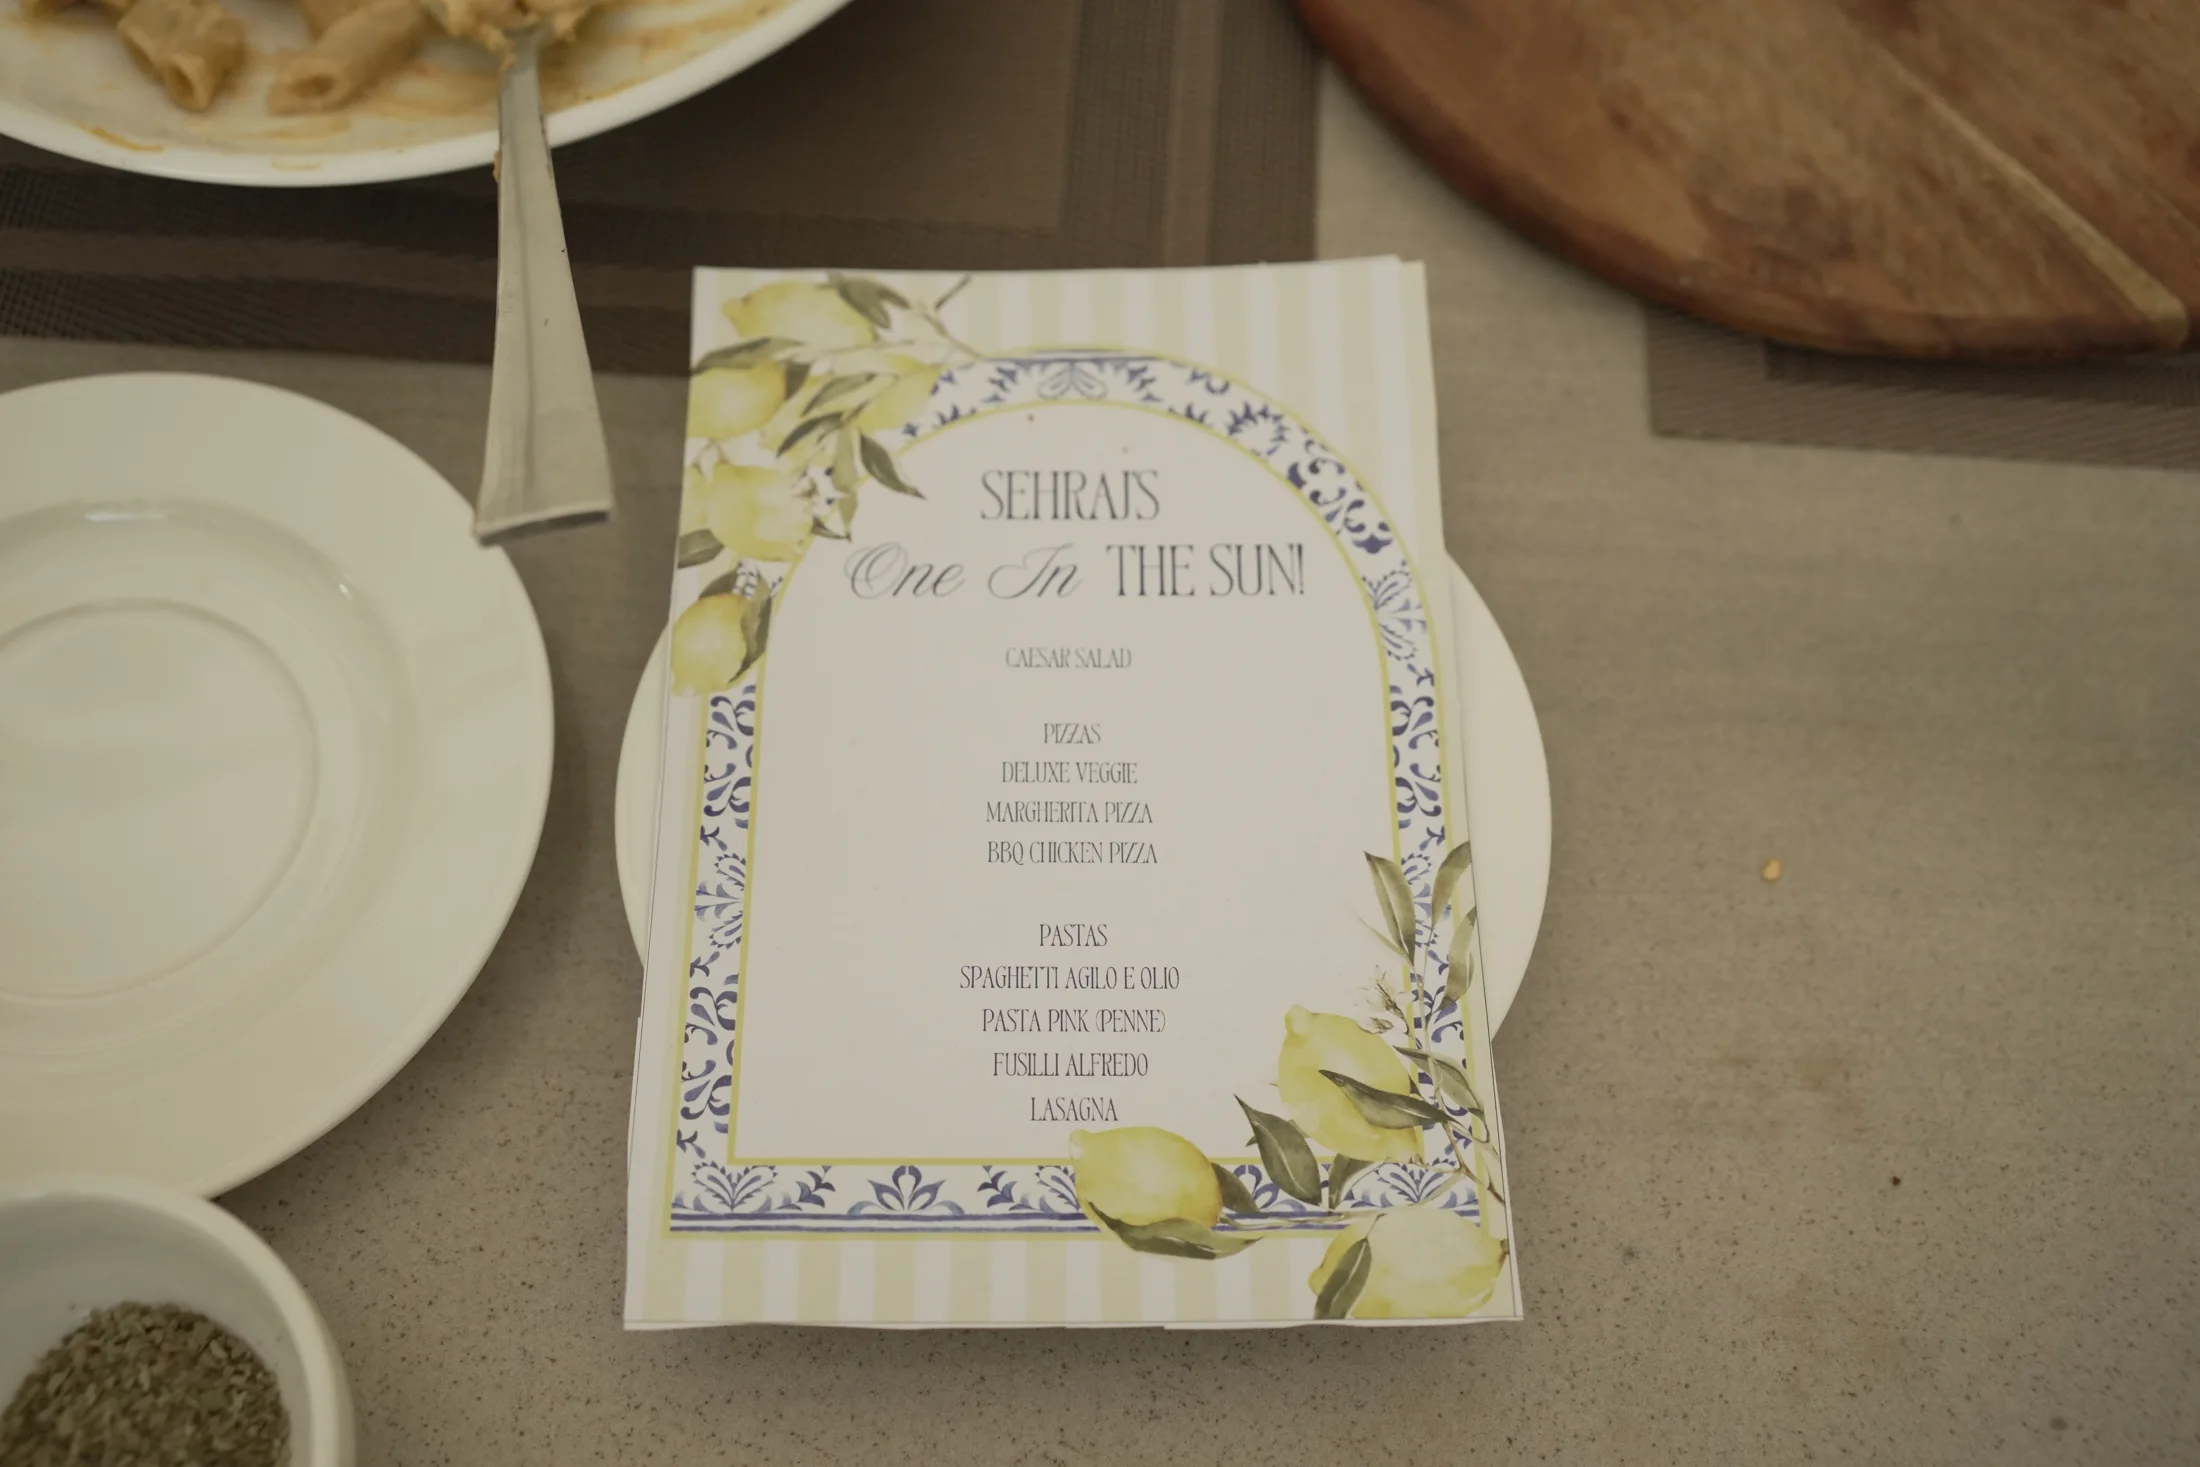 SEHRAJ'S
One In THE SUN!
CAESAR SALAD
PIZZAS
DELUXE VEGGIE
MARGHERITA PIZZA
BBQ CHICKEN PIZZA
PASTAS
SPAGHETTI AGILO E OLIO
PASTA PINK (PENNE)
FUSILLI ALFREDO
LASAGNA